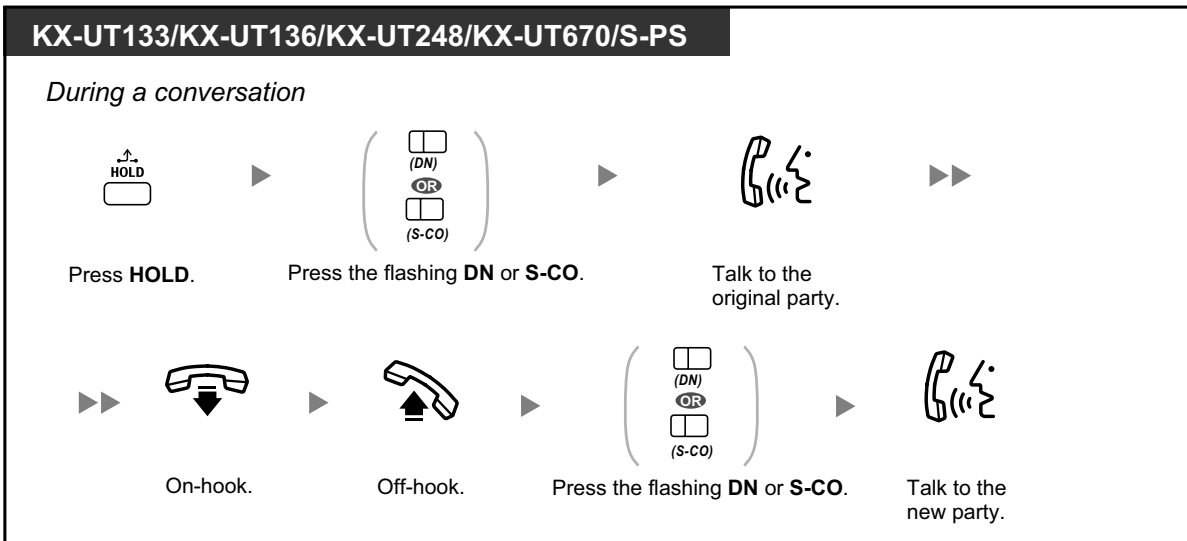 KX-UT133/KX-UT136/KX-UT248/KX-UT670/S-PS
During a conversation
HOLD
(DN)
OR
(S-CO)
Press HOLD.
Press the flashing DN or S-CO.
Talk to the
original party.
(DN)
OR
(S-CO)
On-hook.
Off-hook.
Press the flashing DN or S-CO.
Talk to the
new party.